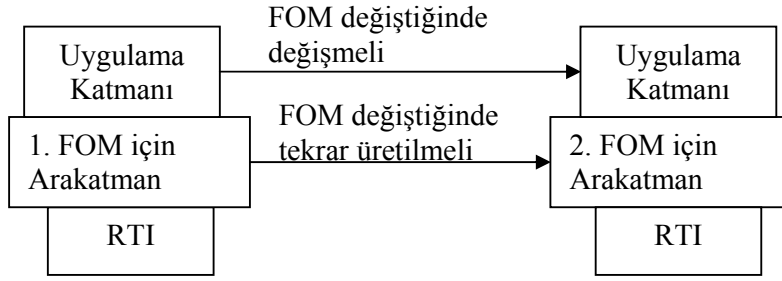 FOM değiştiğinde
değişmeli
Uygulama
Katmanı
Uygulama
Katmanı
FOM değiştiğinde
tekrar üretilmeli
1. FOM için
Arakatman
2. FOM için
Arakatman
RTI
RTI